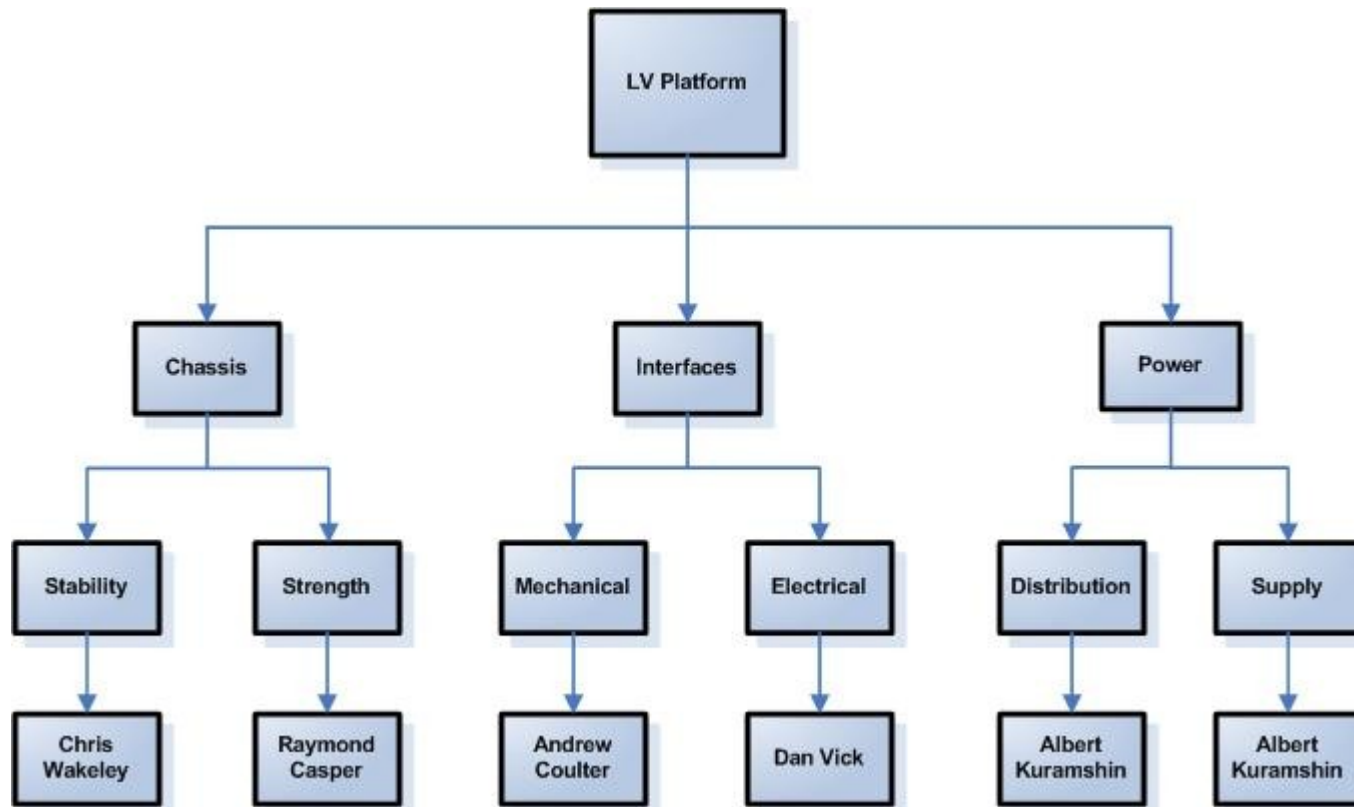 LV Platform
Chassis
Interfaces
Power
Stability
Strength
Mechanical
Electrical
Distribution
Supply
Chris
Wakeley
Raymond
Casper
Andrew
Coulter
Dan Vick
Albert
Kuramshin
Albert
Kuramshin